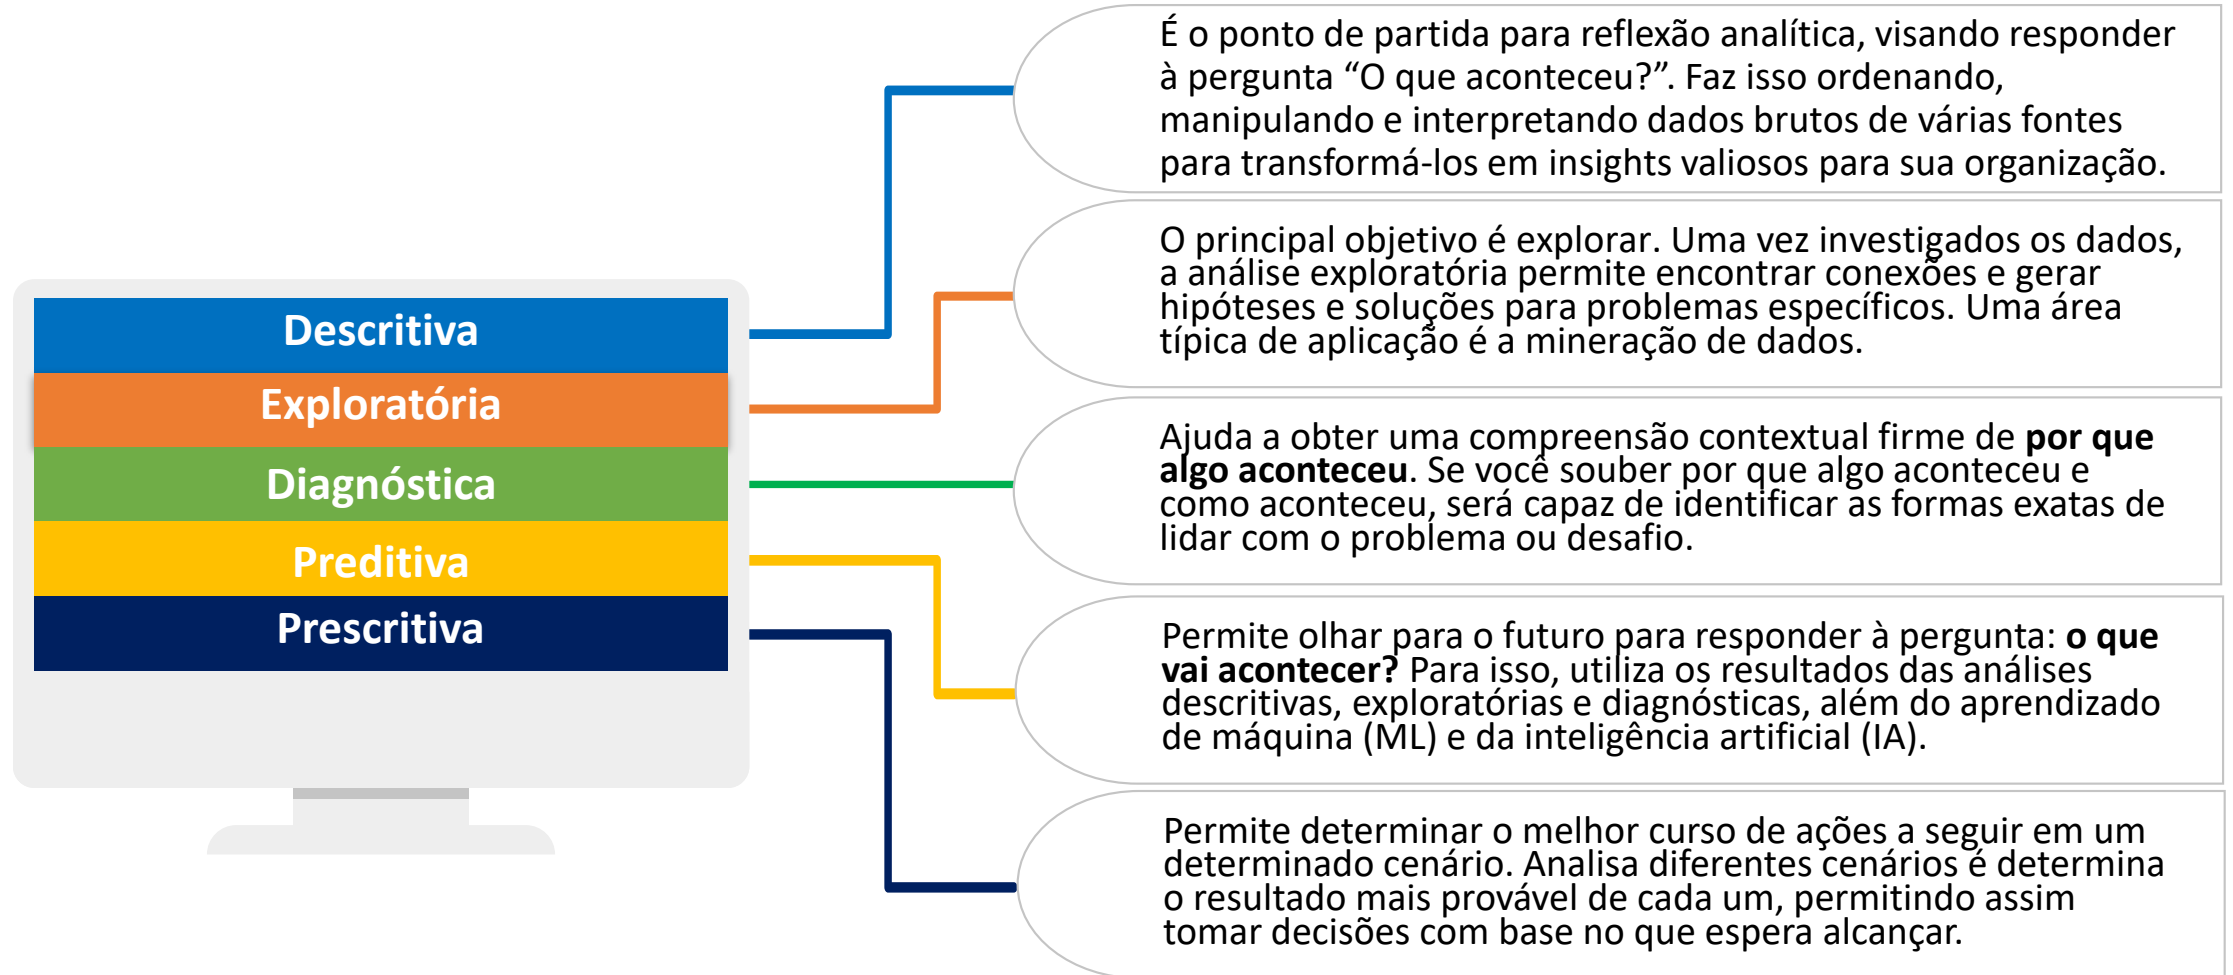 Descritiva
Exploratória
Diagnóstica
Preditiva
Prescritiva
É o ponto de partida para reflexão analítica, visando responder
à pergunta “O que aconteceu?”. Faz isso ordenando,
manipulando e interpretando dados brutos de várias fontes
para transformá-los em insights valiosos para sua organização.
O principal objetivo é explorar. Uma vez investigados os dados,
a análise exploratória permite encontrar conexões e gerar
hipóteses e soluções para problemas específicos. Uma área
típica de aplicação é a mineração de dados.
Ajuda a obter uma compreensão contextual firme de por que
algo aconteceu. Se você souber por que algo aconteceu e
como aconteceu, será capaz de identificar as formas exatas de
lidar com o problema ou desafio.
Permite olhar para o futuro para responder à pergunta: o que
vai acontecer? Para isso, utiliza os resultados das análises
descritivas, exploratórias e diagnósticas, além do aprendizado
de máquina (ML) e da inteligência artificial (IA).
Permite determinar o melhor curso de ações a seguir em um
determinado cenário. Analisa diferentes cenários é determina
o resultado mais provável de cada um, permitindo assim
tomar decisões com base no que espera alcançar.